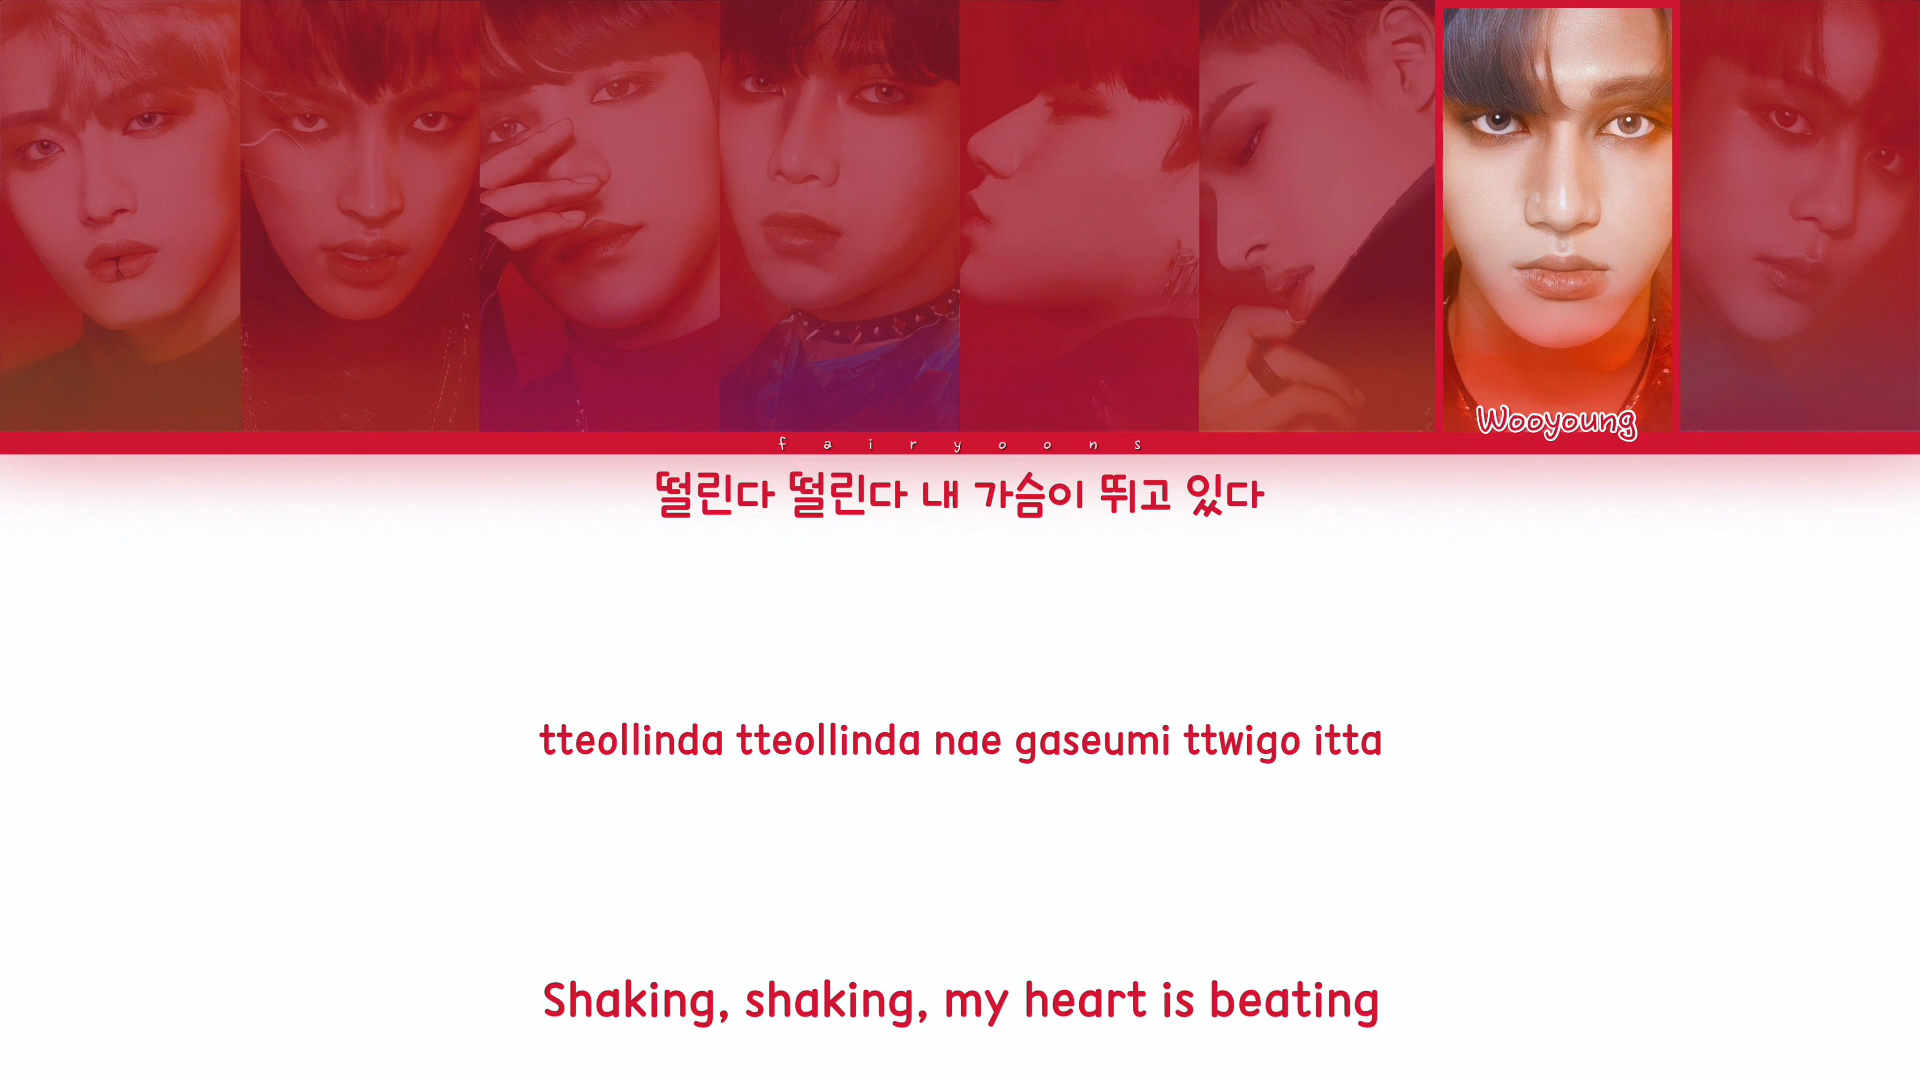 Wooyoung
fairyoons
떨린다 떨린다 내 가슴이 뛰고 있다
tteollinda tteollinda nae gaseumi ttwigo itta
Shaking, shaking, my heart is beating